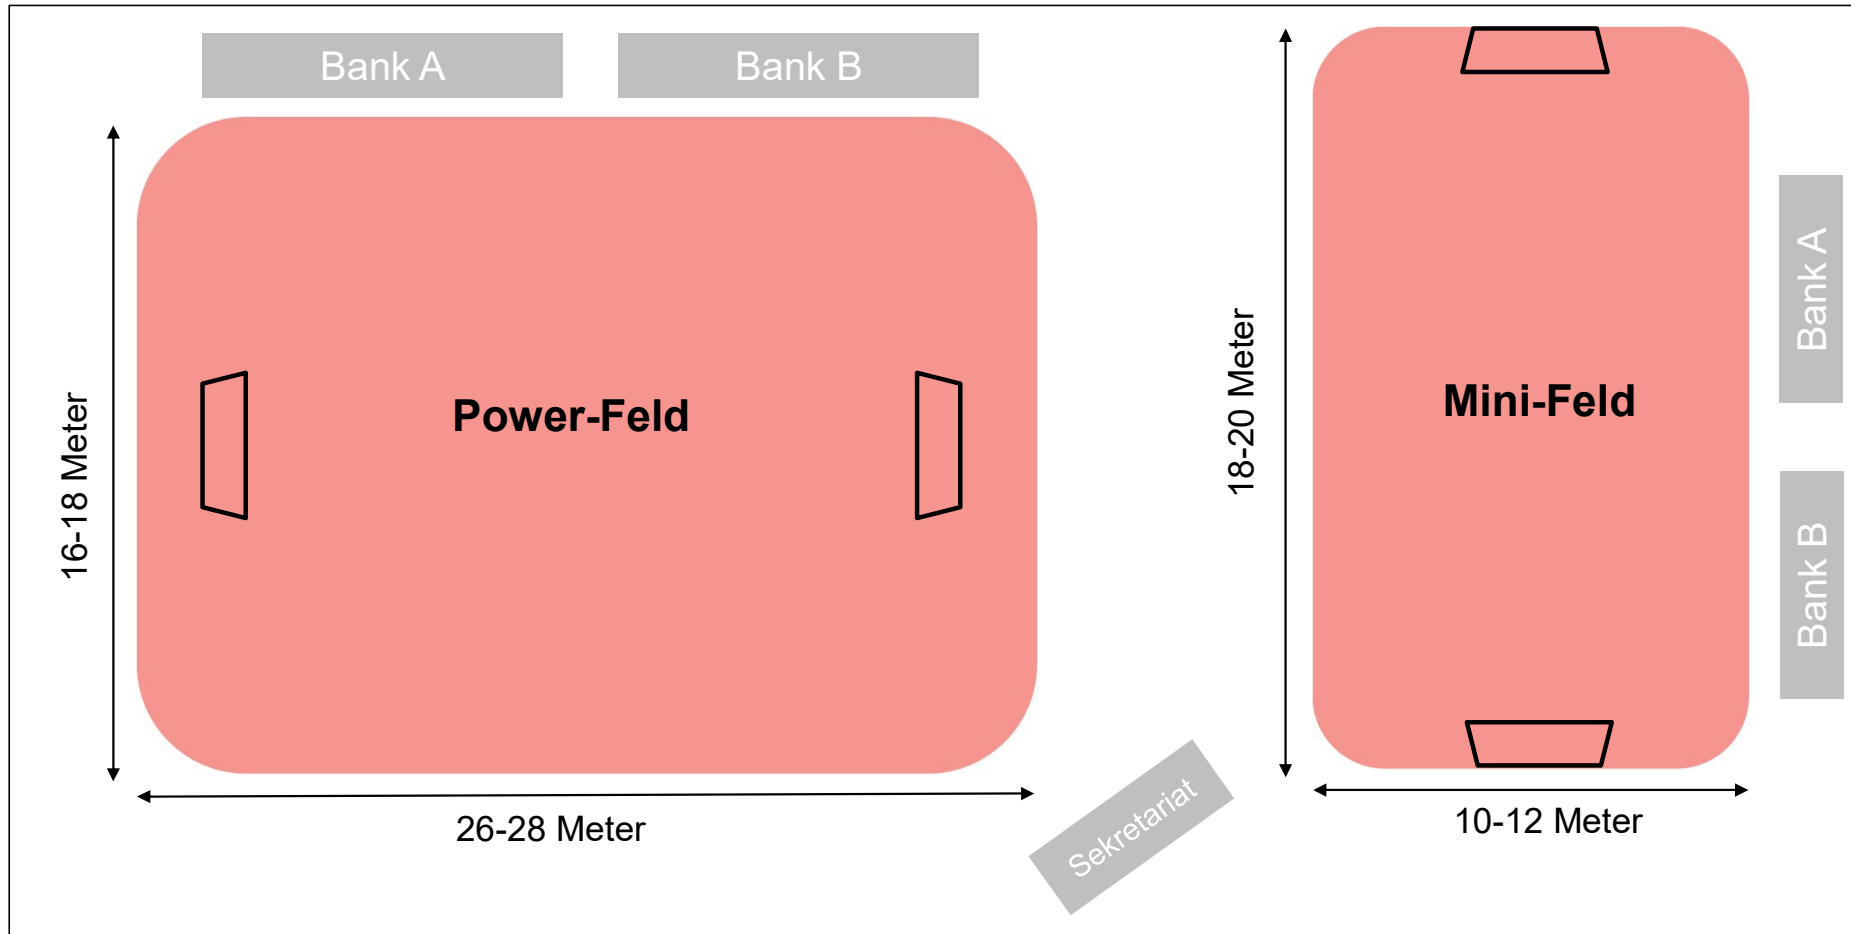 Bank A
Bank B
16-18 Meter
Power-Feld
26-28 Meter
Sekretariat
18-20 Meter
Mini-Feld
10-12 Meter
Bank A
Bank B